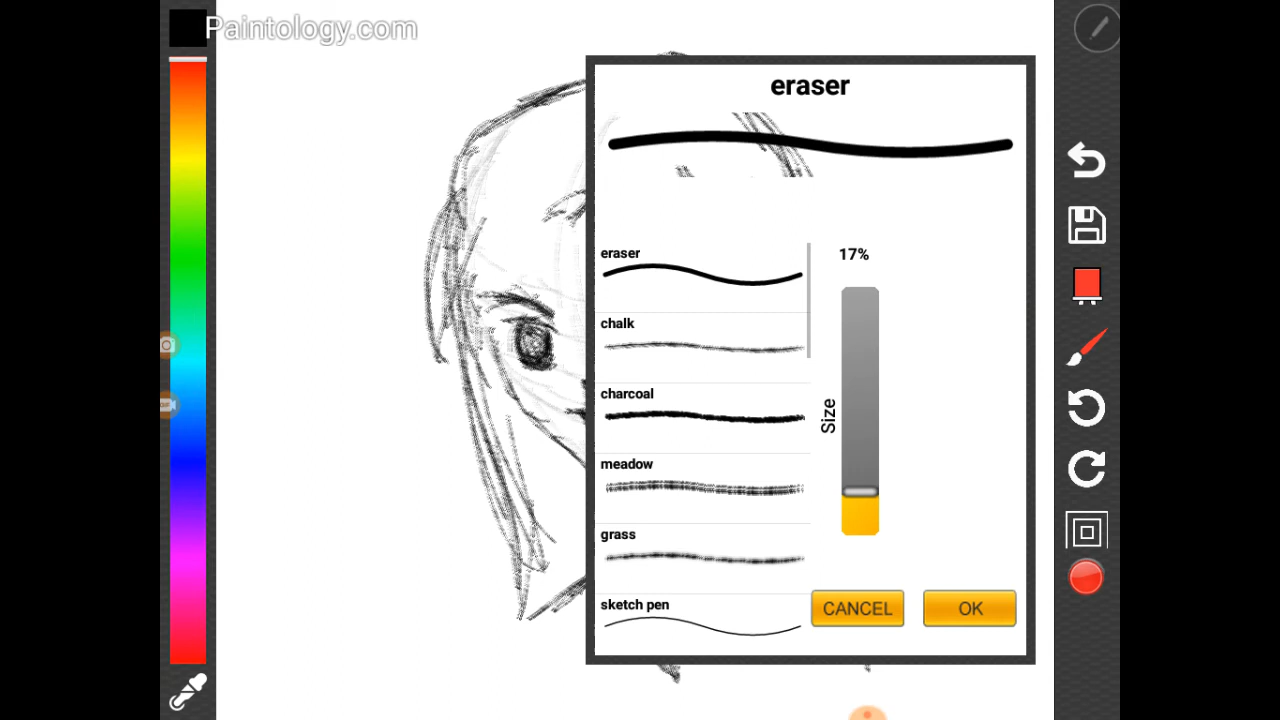 Paintology.com
eraser
eraser
17%
chalk
charcoal
Size
meadow
grass
sketch pen
CANCEL
OK